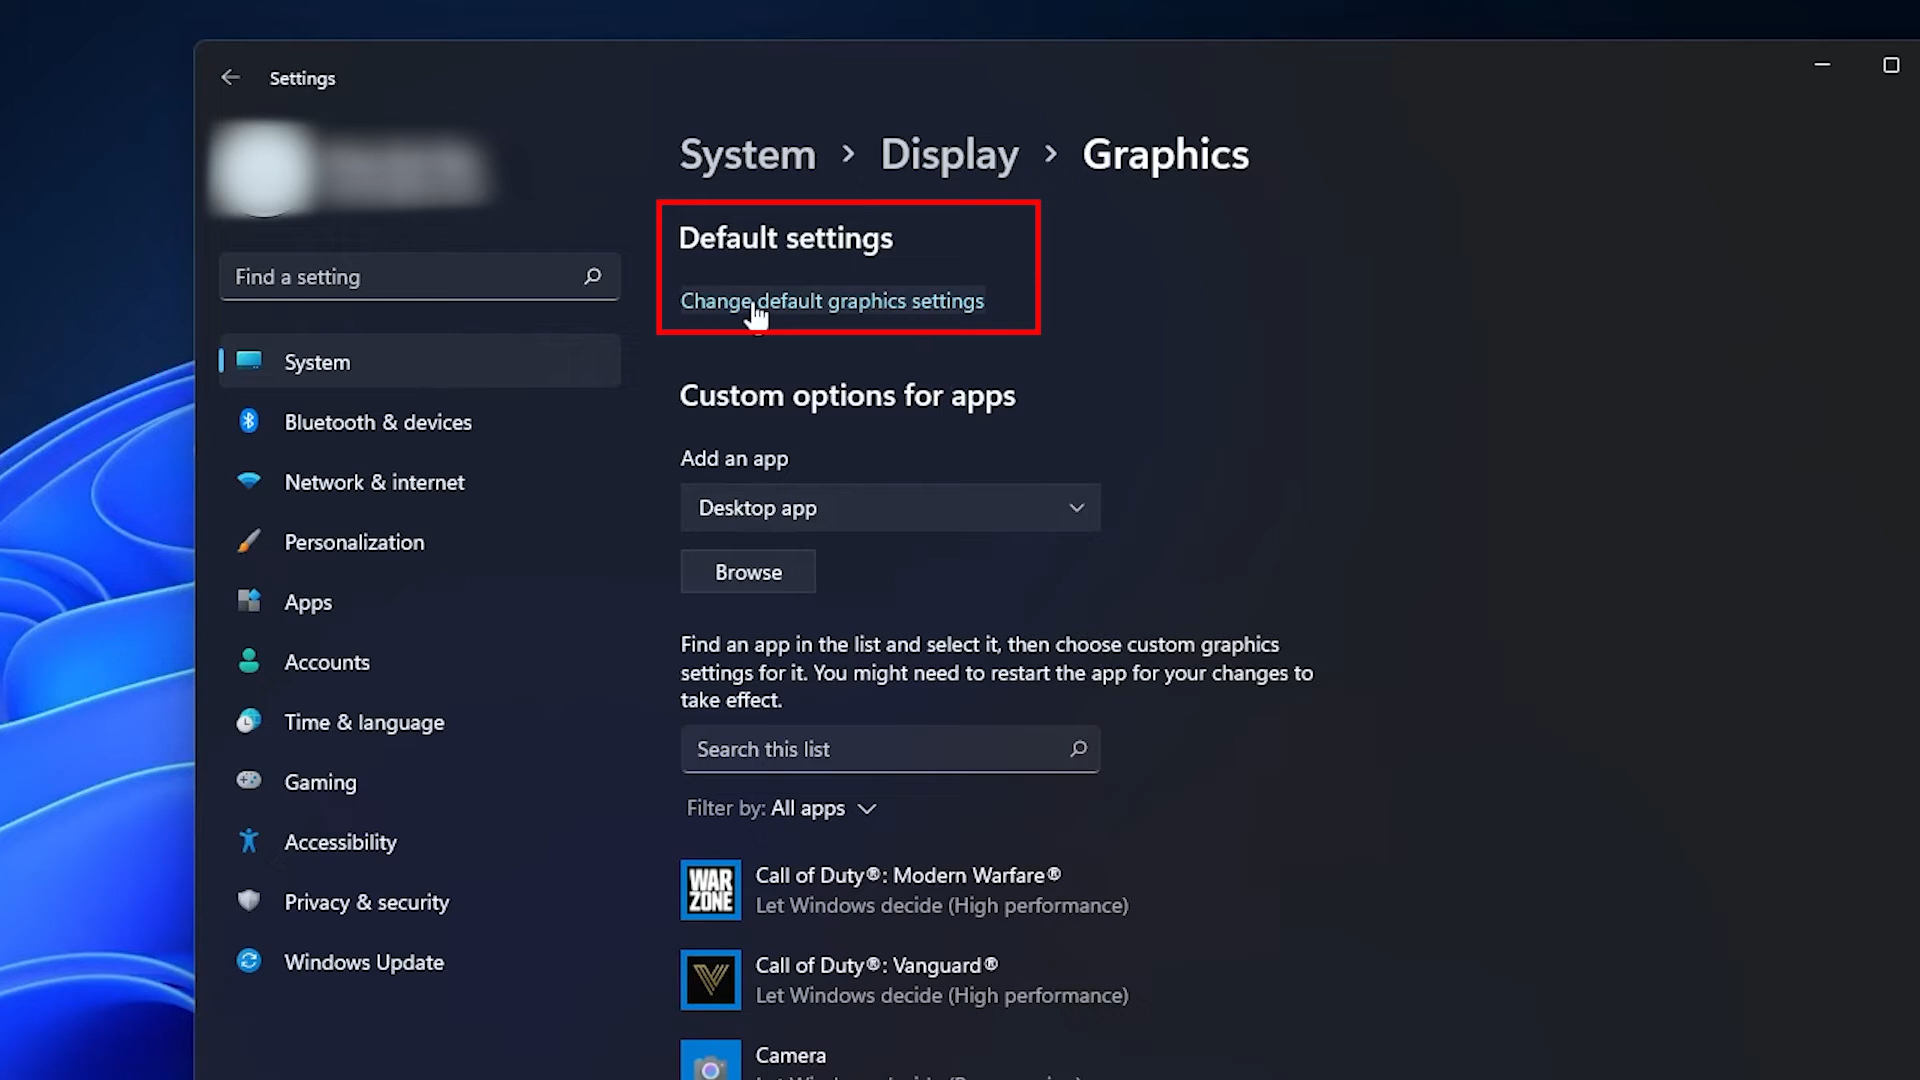 Settings
System > Display > Graphics
Default settings
Change default graphics settings
Find a setting
System
Bluetooth & devices
Network & internet
Personalization
Apps
Accounts
Time & language
Gaming
Accessibility
Privacy & security
Windows Update
Custom options for apps
Add an app
Desktop app
Browse
Find an app in the list and select it, then choose custom graphics
settings for it. You might need to restart the app for your changes to
take effect.
Search this list
Filter by: All apps
WAR
ZONE
Call of Duty®: Modern Warfare®
Let Windows decide (High performance)
Call of Duty®: Vanguard®
Let Windows decide (High performance)
Camera